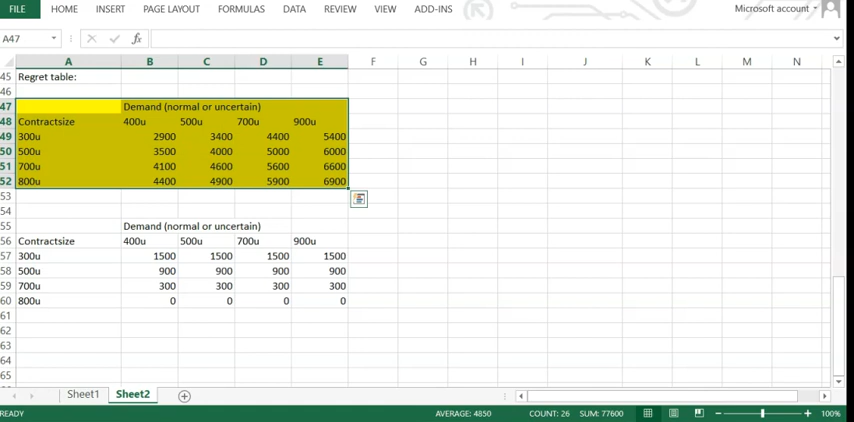 FILE HOME INSERT PAGE LAYOUT FORMULAS DATA REVIEW VIEW ADD-INS Microsoft account
A47 fx
A B C D E F G H I J K L M N
45 Regret table:
46
47 Demand (normal or uncertain)
48 Contractsize 400u 500u 700u 900u
49 300u 2900 3400 4400 5400
50 500u 3500 4000 5000 6000
51 700u 4100 4600 5600 6600
52 800u 4400 4900 5900 6900
53
54
55 Demand (normal or uncertain)
56 Contractsize 400u 500u 700u 900u
57 300u 1500 1500 1500 1500
58 500u 900 900 900 900
59 700u 300 300 300 300
60 800u 0 0 0 0
61
62
63
64
65
Sheet1 Sheet2
READY AVERAGE: 4850 COUNT: 26 SUM: 77600 100%